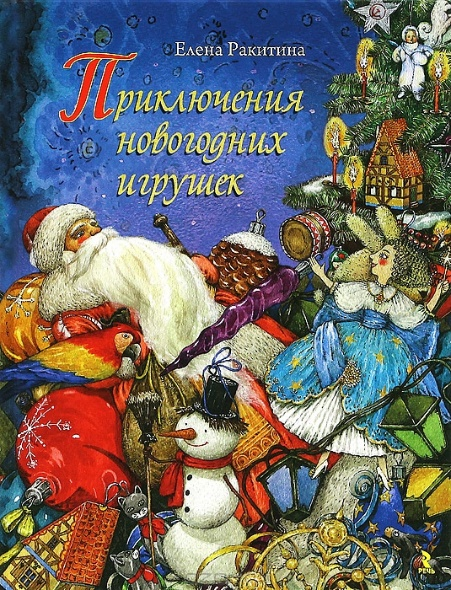 Елена Ракитина
Приключения
новогодних
игрушек
РЕЧЬ